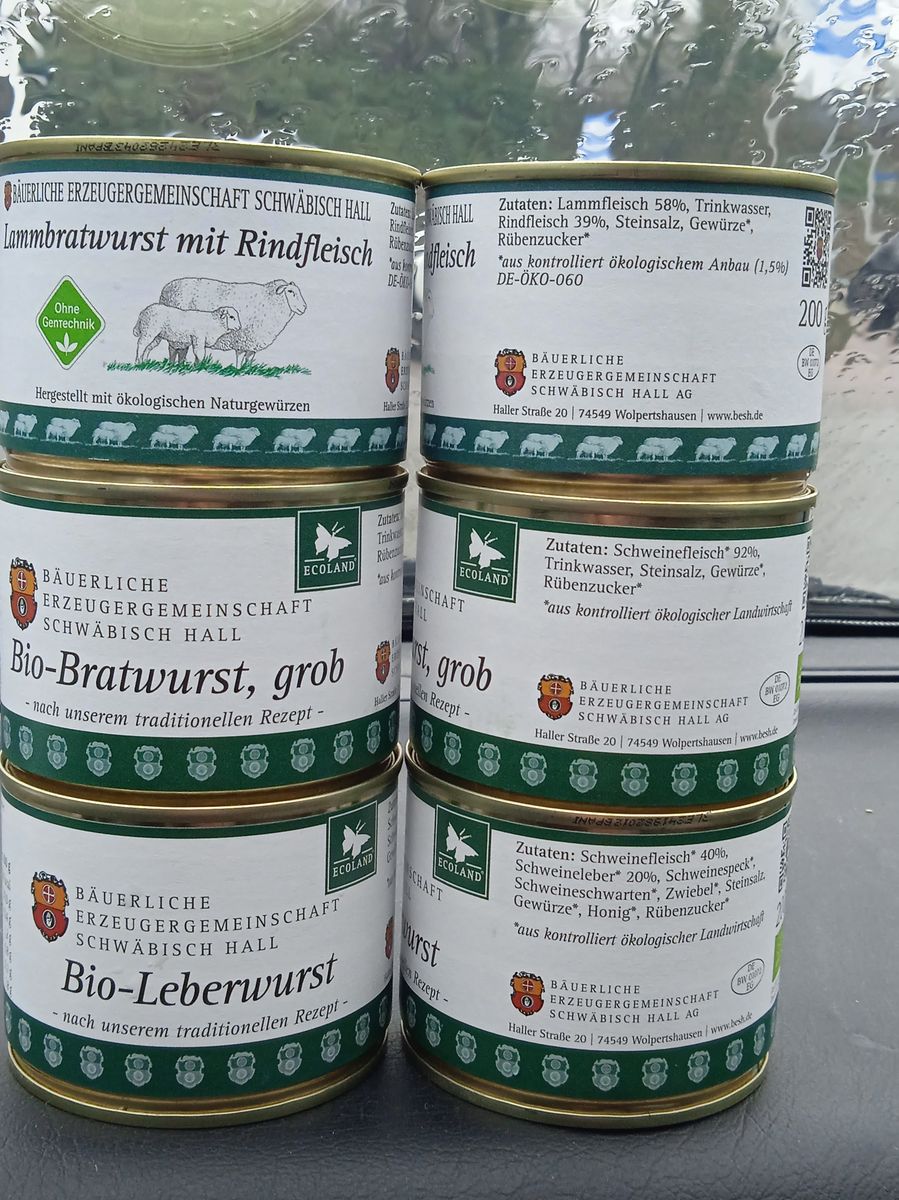 BÄUERLICHE ERZEUGERGEMEINSCHAFT SCHWÄBISCH HALL
Lammbratwurst mit Rindfleisch
Ohne
Gentechnik
Hergestellt mit ökologischen Naturgewürzen
Zutaten: Lammfleisch 58%, Trinkwasser,
Rindfleisch 39%, Steinsalz, Gewürze*,
Rübenzucker*
*aus kontrolliert ökologischem Anbau (1,5%)
DE-ÖKO-060
200
BÄUERLICHE
ERZEUGERGEMEINSCHAFT
SCHWÄBISCH HALL AG
Haller Straße 20 | 74549 Wolpertshausen | www.besh.de
ECOLAND
BÄUERLICHE
ERZEUGERGEMEINSCHAFT
SCHWÄBISCH HALL
Bio-Bratwurst, grob
- nach unserem traditionellen Rezept -
ECOLAND
Zutaten: Schweinefleisch* 92%,
Trinkwasser, Steinsalz, Gewürze*,
Rübenzucker*
*aus kontrolliert ökologischer Landwirtschaft
BÄUERLICHE
ERZEUGERGEMEINSCHAFT
SCHWÄBISCH HALL AG
Haller Straße 20 | 74549 Wolpertshausen | www.besh.de
ECOLAND
BÄUERLICHE
ERZEUGERGEMEINSCHAFT
SCHWÄBISCH HALL
Bio-Leberwurst
- nach unserem traditionellen Rezept -
ECOLAND
Zutaten: Schweinefleisch* 40%,
Schweineleber* 20%, Schweinespeck*,
Schweineschwarten*, Zwiebel*, Steinsalz,
Gewürze*, Honig*, Rübenzucker*
*aus kontrolliert ökologischer Landwirtschaft
BÄUERLICHE
ERZEUGERGEMEINSCHAFT
SCHWÄBISCH HALL AG
Haller Straße 20 | 74549 Wolpertshausen | www.besh.de